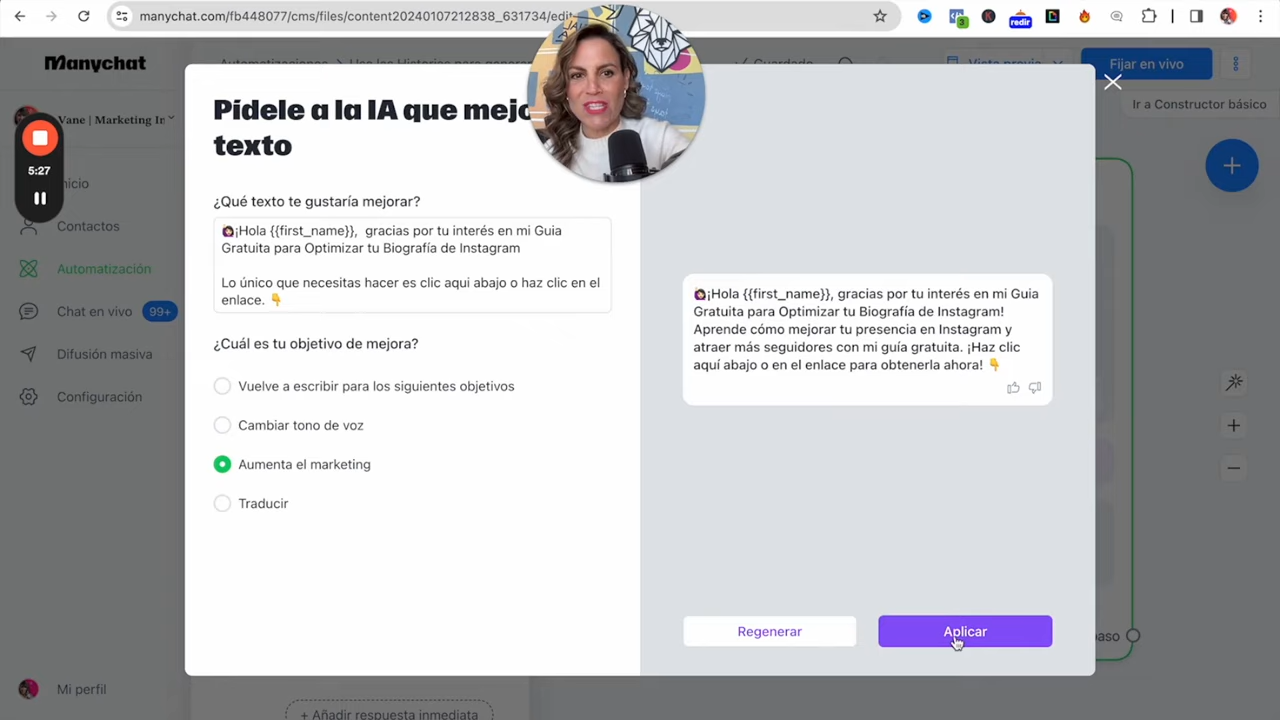 manychat.com/fb448077/cms/files/content20240107212838_631734/edit
3
redir
Manychat
Guardado
Vista previa
Fijar en vivo
Ir a Constructor básico
Vane | Marketing In
5:27
Inicio
Contactos
Automatización
Chat en vivo
99+
Difusión masiva
Configuración
Mi perfil
Pídele a la IA que mejo
texto
¿Qué texto te gustaría mejorar?
🙋🏻‍♀️¡Hola {{first_name}}, gracias por tu interés en mi Guia
Gratuita para Optimizar tu Biografía de Instagram
Lo único que necesitas hacer es clic aqui abajo o haz clic en el
enlace. 👇
¿Cuál es tu objetivo de mejora?
Vuelve a escribir para los siguientes objetivos
Cambiar tono de voz
Aumenta el marketing
Traducir
🙋🏻‍♀️¡Hola {{first_name}}, gracias por tu interés en mi Guia
Gratuita para Optimizar tu Biografía de Instagram!
Aprende cómo mejorar tu presencia en Instagram y
atraer más seguidores con mi guía gratuita. ¡Haz clic
aquí abajo o en el enlace para obtenerla ahora! 👇
Regenerar
Aplicar
paso
+ Añadir respuesta inmediata